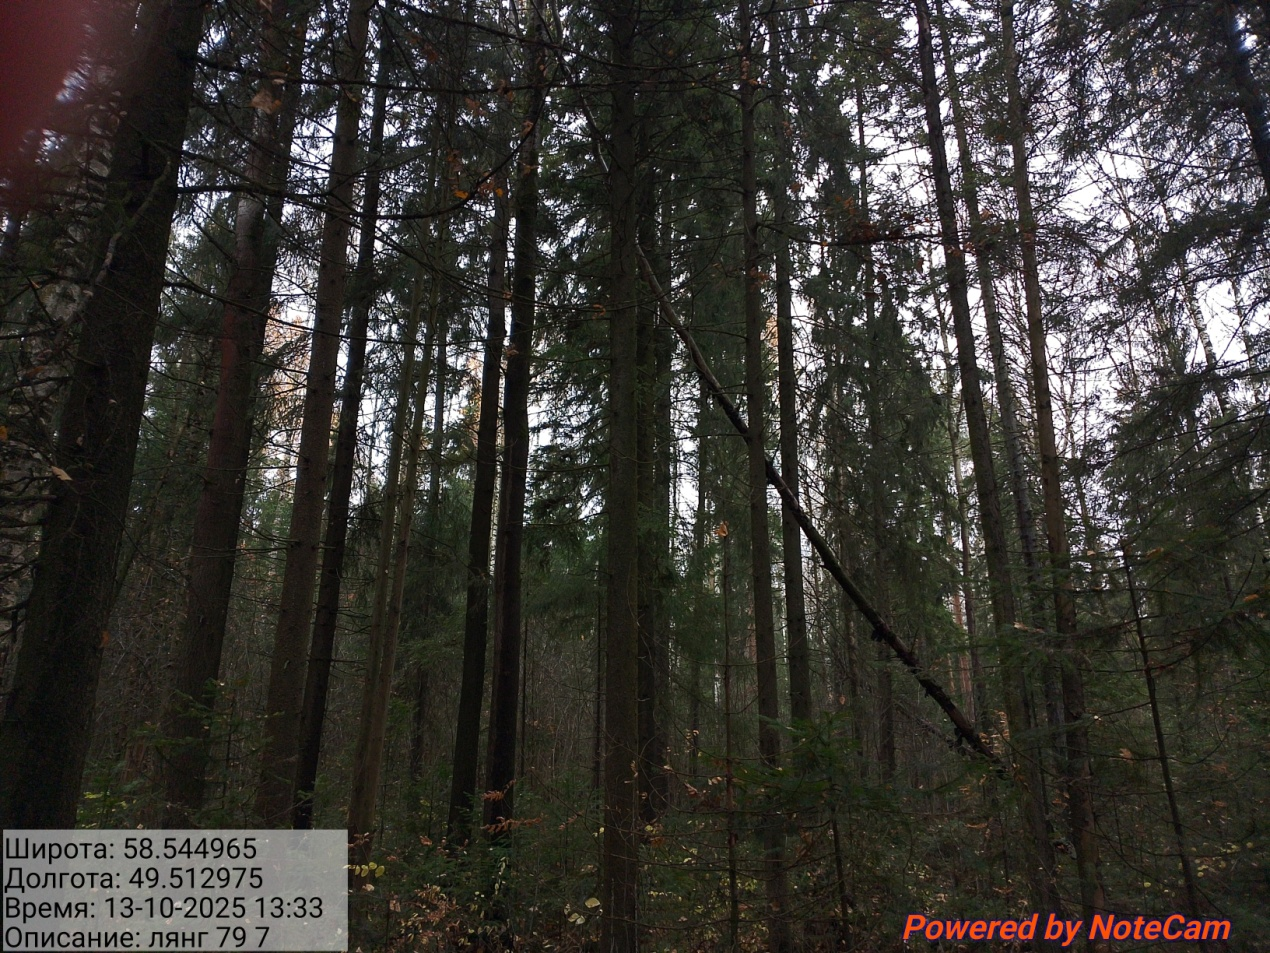 Широта: 58.544965
Долгота: 49.512975
Время: 13-10-2025 13:33
Описание: лянг 79 7
Powered by NoteCam